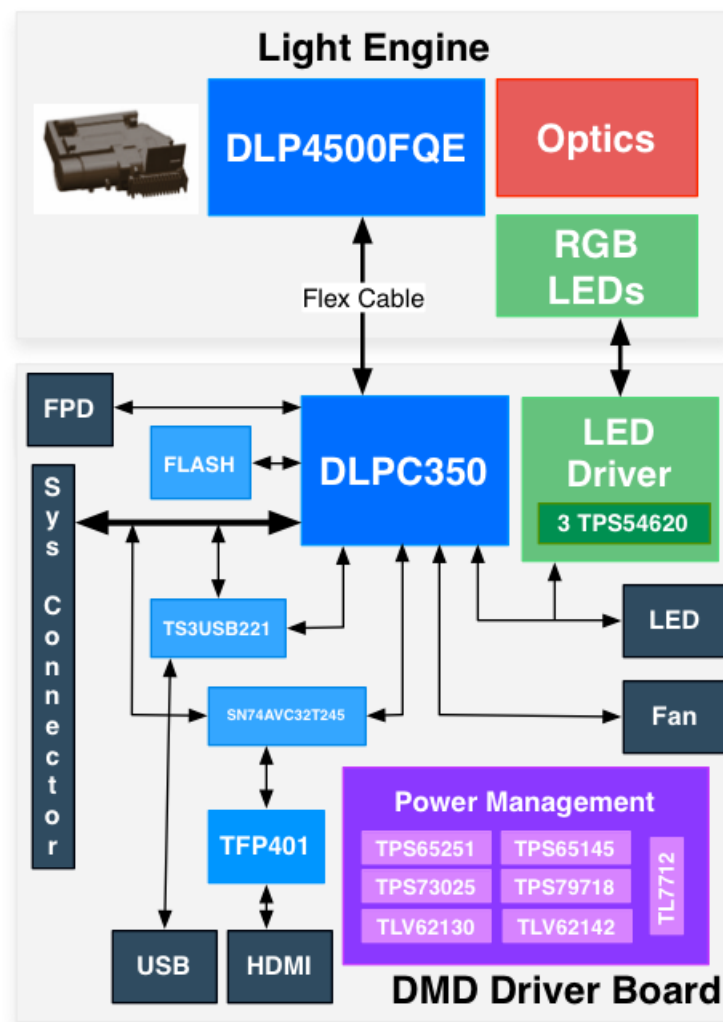 Light Engine
DLP4500FQE
Optics
RGB
LEDs
Flex Cable
FPD
FLASH
DLPC350
LED
Driver
3 TPS54620
Sys Connector
TS3USB221
LED
SN74AVC32T245
Fan
TFP401
Power Management
TPS65251
TPS65145
TPS73025
TPS79718
TLV62130
TLV62142
TL7712
USB
HDMI
DMD Driver Board